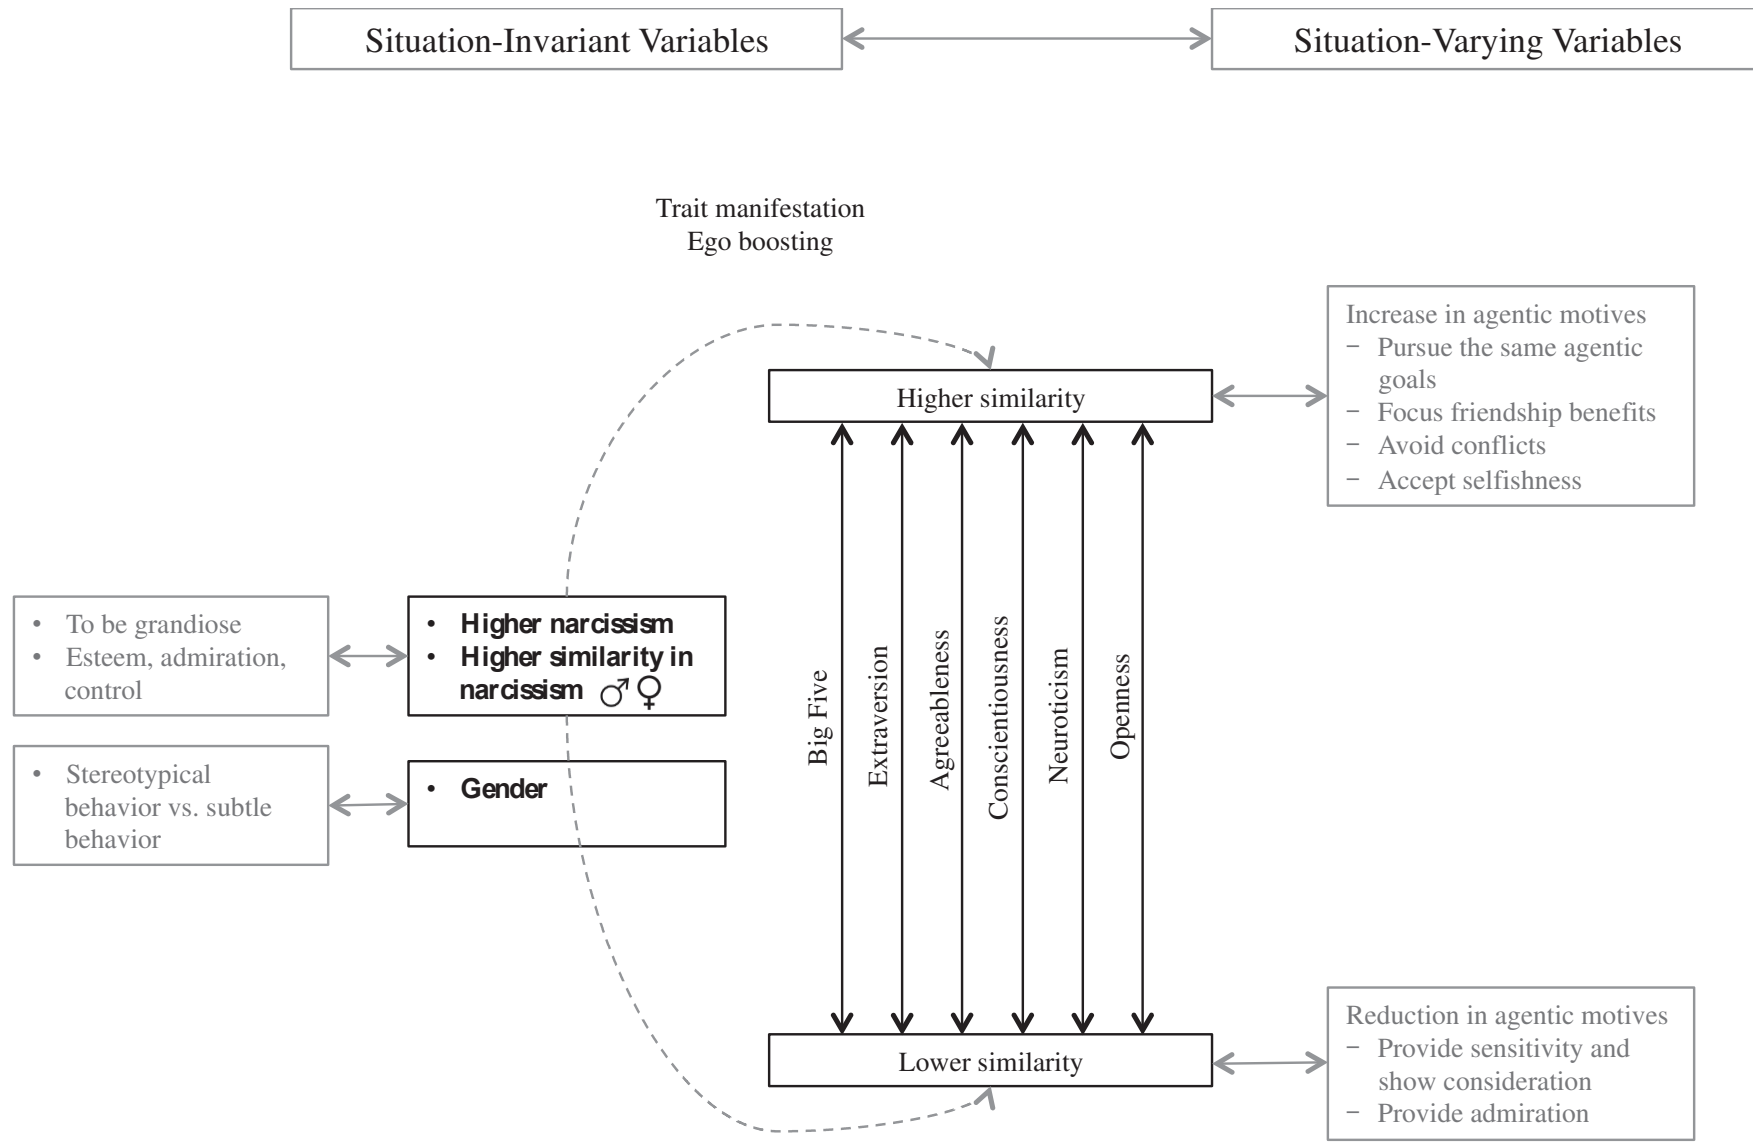 Situation-Invariant Variables
Situation-Varying Variables
Trait manifestation
Ego boosting
Increase in agentic motives
– Pursue the same agentic
goals
– Focus friendship benefits
– Avoid conflicts
– Accept selfishness
Higher similarity
• To be grandiose
• Esteem, admiration,
control
• Higher narcissism
• Higher similarity in
narcissism ♂♀
• Stereotypical
behavior vs. subtle
behavior
• Gender
Big Five
Extraversion
Agreeableness
Conscientiousness
Neuroticism
Openness
Lower similarity
Reduction in agentic motives
– Provide sensitivity and
show consideration
– Provide admiration